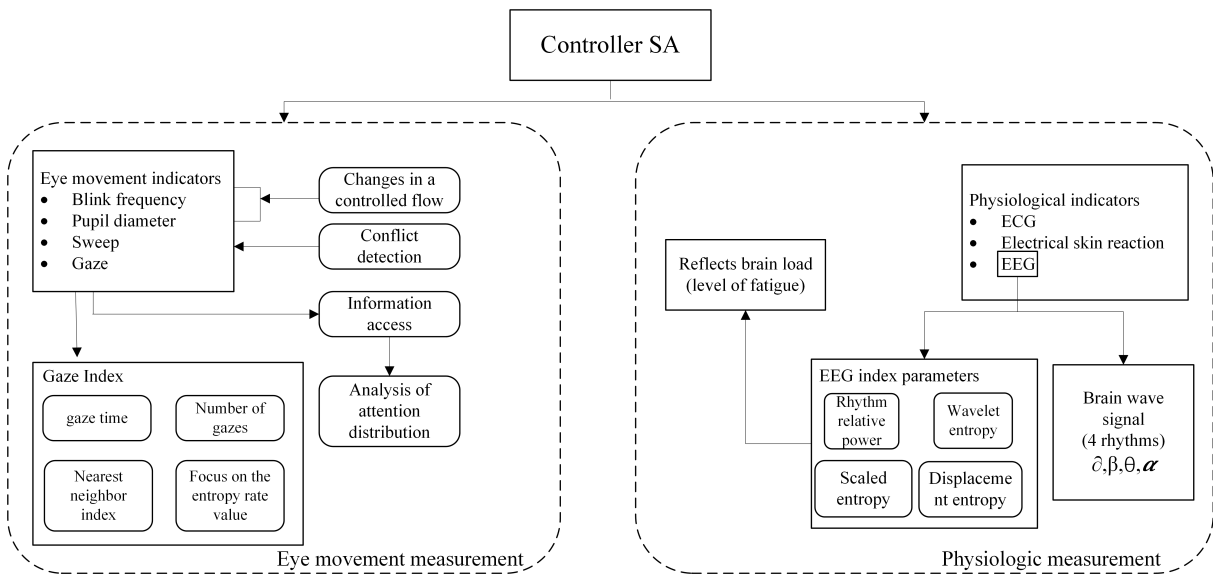 Controller SA
Eye movement indicators
• Blink frequency
• Pupil diameter
• Sweep
• Gaze
Changes in a
controlled flow
Conflict
detection
Information
access
Analysis of
attention
distribution
Gaze Index
gaze time
Number of
gazes
Nearest
neighbor
index
Focus on the
entropy rate
value
Eye movement measurement
Physiological indicators
• ECG
• Electrical skin reaction
• EEG
Reflects brain load
(level of fatigue)
EEG index parameters
Rhythm
relative
power
Wavelet
entropy
Scaled
entropy
Displaceme
nt entropy
Brain wave
signal
(4 rhythms)
∂,β,θ,α
Physiologic measurement